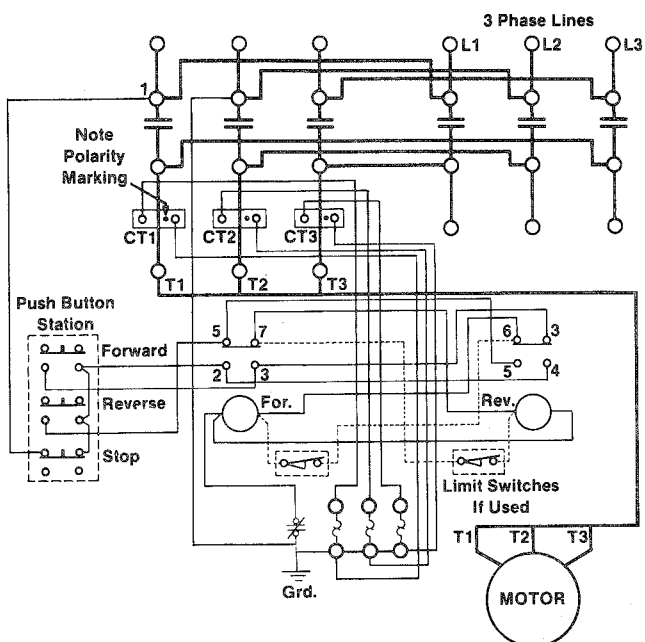 3 Phase Lines
L1 L2 L3
1
Note
Polarity
Marking
CT1 CT2 CT3
T1 T2 T3
Push Button
Station
Forward
Reverse
Stop
5 7 6 3
2 3 5 4
For. Rev.
Limit Switches
If Used
Grd.
T1 T2 T3
MOTOR